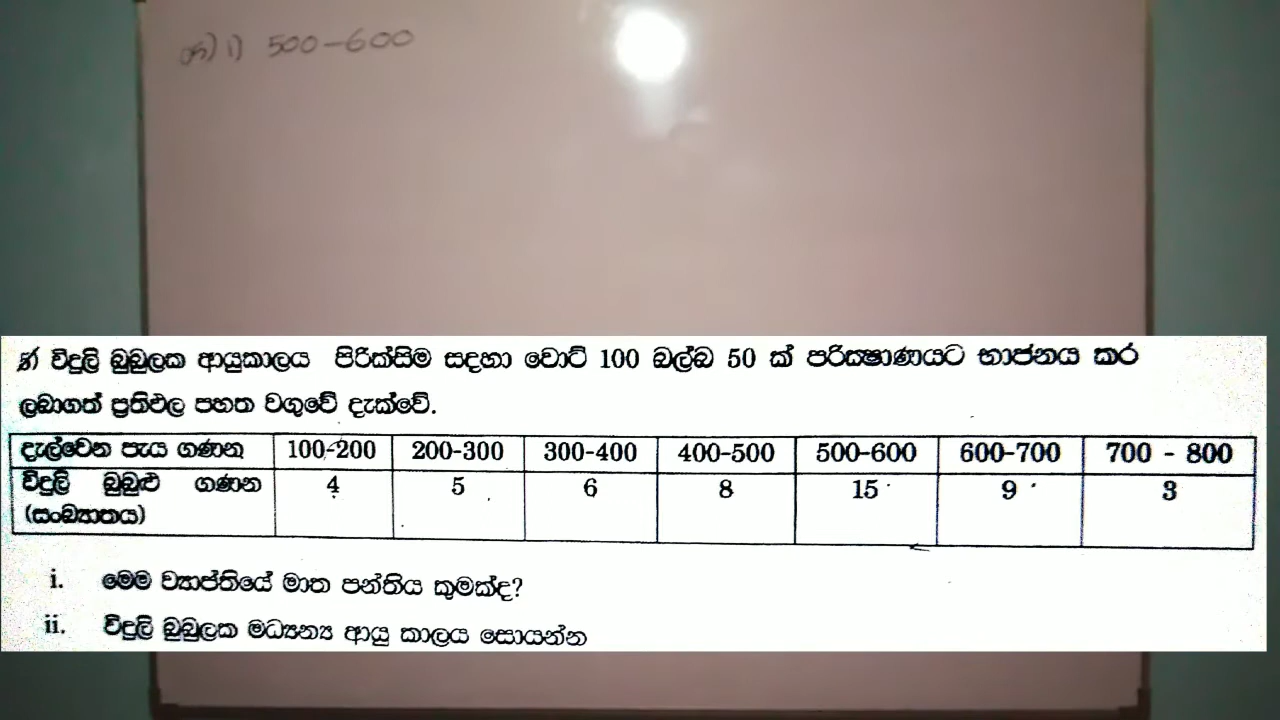 ආ) i) 500-600
විදුලි බුබුලක ආයුකාලය පිරික්සිම සදහා වොට් 100 බල්බ 50 ක් පරික්ෂාණයට භාජනය කර
ලබාගත් ප්‍රතිඵල පහත වගුවේ දැක්වේ.
දැල්වෙන පැය ගණන 100-200 200-300 300-400 400-500 500-600 600-700 700 - 800
විදුලි බුබුළු ගණන 4 5 6 8 15 9 3
(සංඛ්‍යාතය)
i. මෙම ව්‍යාප්තියේ මාත පන්තිය කුමක්ද?
ii. විදුලි බුබුලක මධ්‍යන්‍ය ආයු කාලය සොයන්න